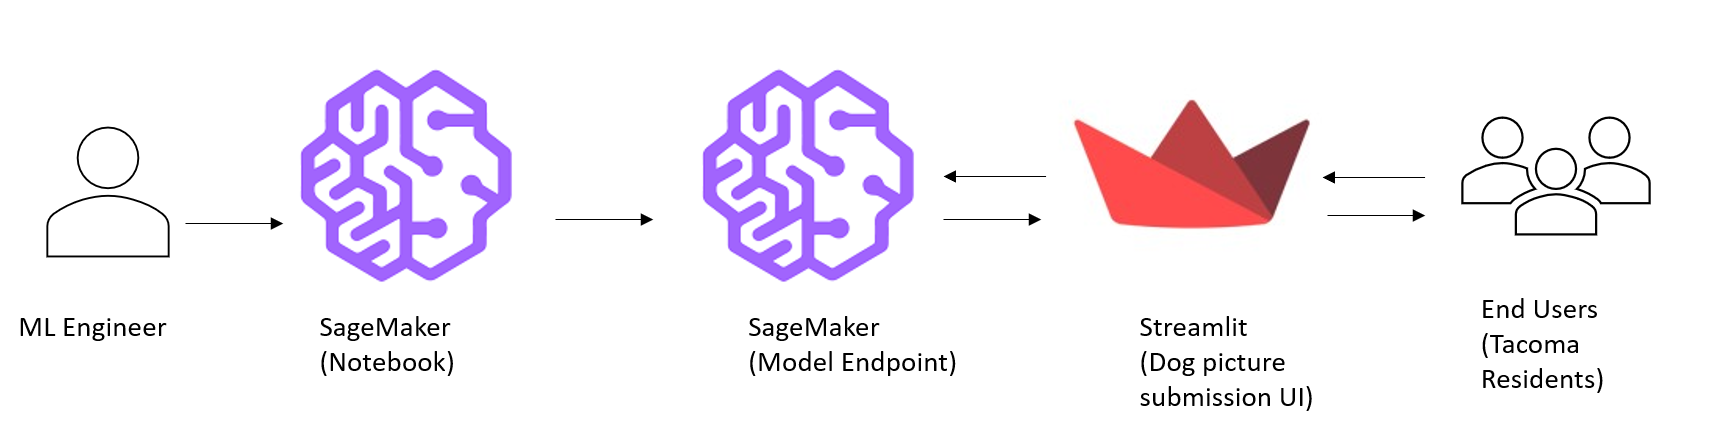 ML Engineer
SageMaker
(Notebook)
SageMaker
(Model Endpoint)
Streamlit
(Dog picture
submission UI)
End Users
(Tacoma
Residents)